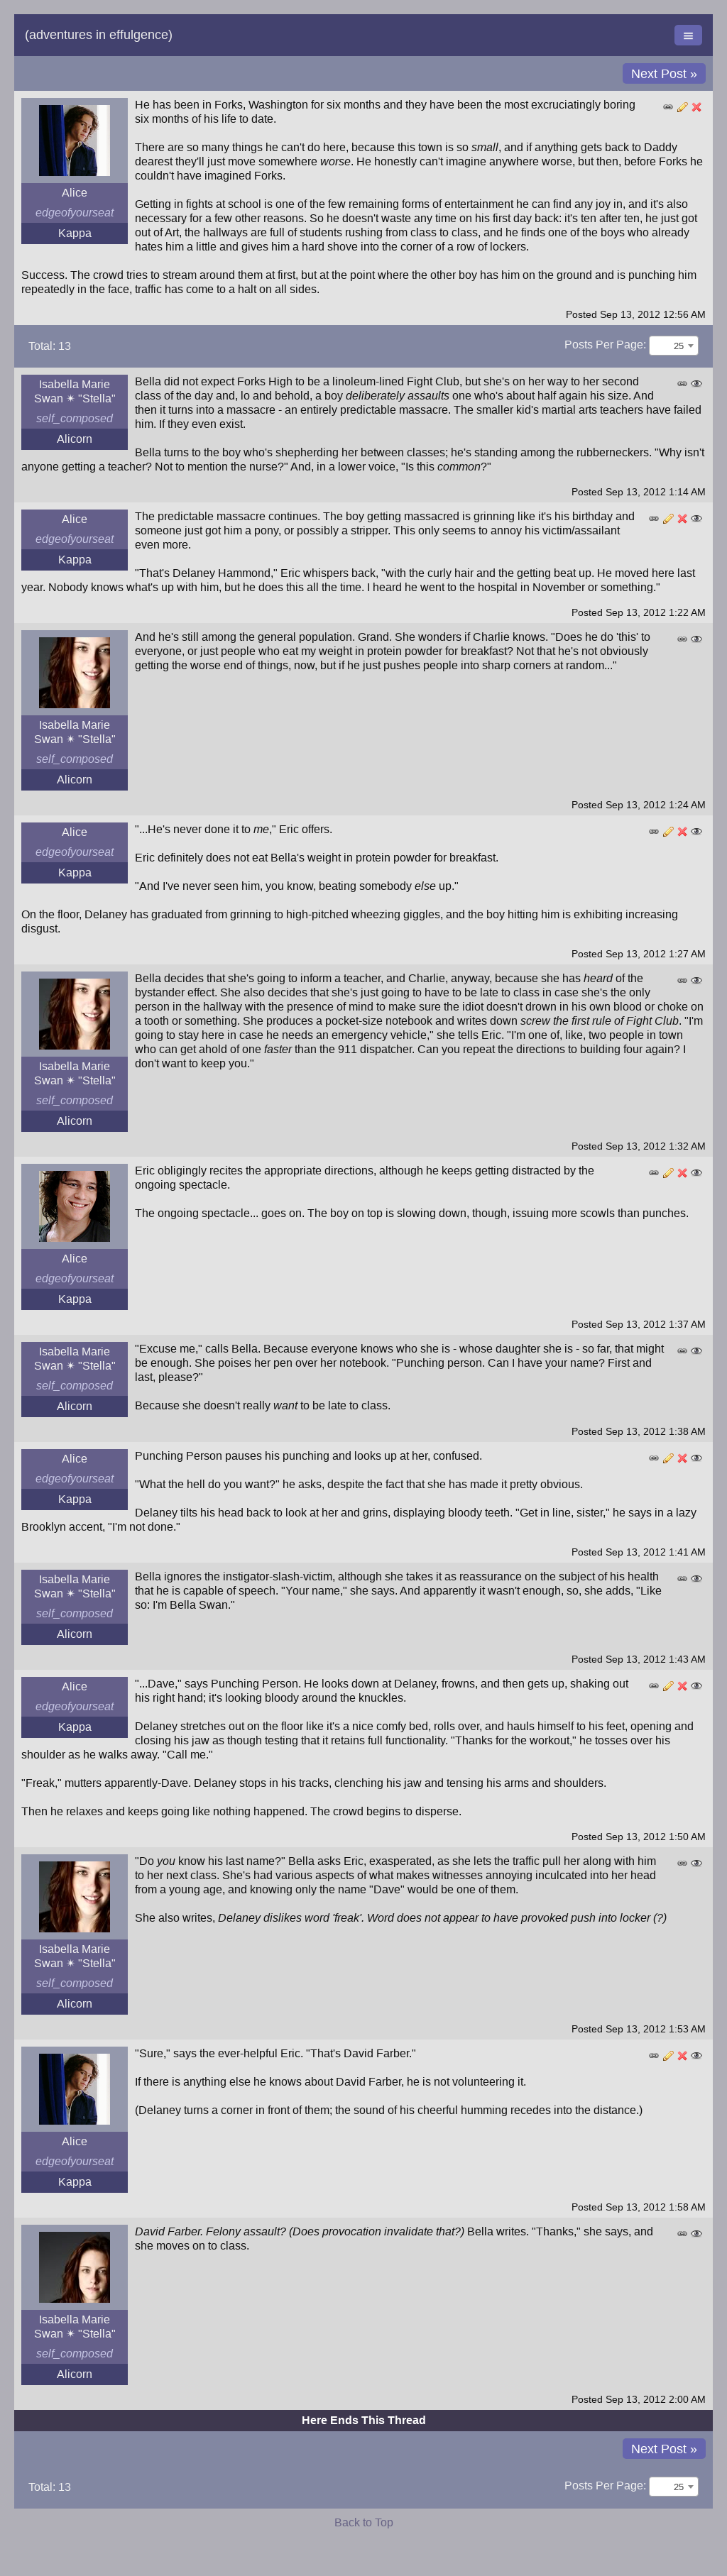 (adventures in effulgence)
Next Post »
He has been in Forks, Washington for six months and they have been the most excruciatingly boring
six months of his life to date.
There are so many things he can't do here, because this town is so small, and if anything gets back to Daddy
dearest they'll just move somewhere worse. He honestly can't imagine anywhere worse, but then, before Forks he
couldn't have imagined Forks.
Getting in fights at school is one of the few remaining forms of entertainment he can find any joy in, and it's also
necessary for a few other reasons. So he doesn't waste any time on his first day back: it's ten after ten, he just got
out of Art, the hallways are full of students rushing from class to class, and he finds one of the boys who already
hates him a little and gives him a hard shove into the corner of a row of lockers.
Alice
edgeofyourseat
Kappa
Success. The crowd tries to stream around them at first, but at the point where the other boy has him on the ground and is punching him
repeatedly in the face, traffic has come to a halt on all sides.
Posted Sep 13, 2012 12:56 AM
Total: 13
Posts Per Page: 25
Isabella Marie
Swan ✴ "Stella"
self_composed
Alicorn
Bella did not expect Forks High to be a linoleum-lined Fight Club, but she's on her way to her second
class of the day and, lo and behold, a boy deliberately assaults one who's about half again his size. And
then it turns into a massacre - an entirely predictable massacre. The smaller kid's martial arts teachers have failed
him. If they even exist.
Bella turns to the boy who's shepherding her between classes; he's standing among the rubberneckers. "Why isn't
anyone getting a teacher? Not to mention the nurse?" And, in a lower voice, "Is this common?"
Posted Sep 13, 2012 1:14 AM
Alice
edgeofyourseat
Kappa
The predictable massacre continues. The boy getting massacred is grinning like it's his birthday and
someone just got him a pony, or possibly a stripper. This only seems to annoy his victim/assailant
even more.
"That's Delaney Hammond," Eric whispers back, "with the curly hair and the getting beat up. He moved here last
year. Nobody knows what's up with him, but he does this all the time. I heard he went to the hospital in November or something."
Posted Sep 13, 2012 1:22 AM
And he's still among the general population. Grand. She wonders if Charlie knows. "Does he do 'this' to
everyone, or just people who eat my weight in protein powder for breakfast? Not that he's not obviously
getting the worse end of things, now, but if he just pushes people into sharp corners at random..."
Isabella Marie
Swan ✴ "Stella"
self_composed
Alicorn
Posted Sep 13, 2012 1:24 AM
Alice
edgeofyourseat
Kappa
"...He's never done it to me," Eric offers.
Eric definitely does not eat Bella's weight in protein powder for breakfast.
"And I've never seen him, you know, beating somebody else up."
On the floor, Delaney has graduated from grinning to high-pitched wheezing giggles, and the boy hitting him is exhibiting increasing
disgust.
Posted Sep 13, 2012 1:27 AM
Bella decides that she's going to inform a teacher, and Charlie, anyway, because she has heard of the
bystander effect. She also decides that she's just going to have to be late to class in case she's the only
person in the hallway with the presence of mind to make sure the idiot doesn't drown in his own blood or choke on
a tooth or something. She produces a pocket-size notebook and writes down screw the first rule of Fight Club. "I'm
going to stay here in case he needs an emergency vehicle," she tells Eric. "I'm one of, like, two people in town
who can get ahold of one faster than the 911 dispatcher. Can you repeat the directions to building four again? I
don't want to keep you."
Isabella Marie
Swan ✴ "Stella"
self_composed
Alicorn
Posted Sep 13, 2012 1:32 AM
Eric obligingly recites the appropriate directions, although he keeps getting distracted by the
ongoing spectacle.
The ongoing spectacle... goes on. The boy on top is slowing down, though, issuing more scowls than punches.
Alice
edgeofyourseat
Kappa
Posted Sep 13, 2012 1:37 AM
Isabella Marie
Swan ✴ "Stella"
self_composed
Alicorn
"Excuse me," calls Bella. Because everyone knows who she is - whose daughter she is - so far, that might
be enough. She poises her pen over her notebook. "Punching person. Can I have your name? First and
last, please?"
Because she doesn't really want to be late to class.
Posted Sep 13, 2012 1:38 AM
Alice
edgeofyourseat
Kappa
Punching Person pauses his punching and looks up at her, confused.
"What the hell do you want?" he asks, despite the fact that she has made it pretty obvious.
Delaney tilts his head back to look at her and grins, displaying bloody teeth. "Get in line, sister," he says in a lazy
Brooklyn accent, "I'm not done."
Posted Sep 13, 2012 1:41 AM
Isabella Marie
Swan ✴ "Stella"
self_composed
Alicorn
Bella ignores the instigator-slash-victim, although she takes it as reassurance on the subject of his health
that he is capable of speech. "Your name," she says. And apparently it wasn't enough, so, she adds, "Like
so: I'm Bella Swan."
Posted Sep 13, 2012 1:43 AM
Alice
edgeofyourseat
Kappa
"...Dave," says Punching Person. He looks down at Delaney, frowns, and then gets up, shaking out
his right hand; it's looking bloody around the knuckles.
Delaney stretches out on the floor like it's a nice comfy bed, rolls over, and hauls himself to his feet, opening and
closing his jaw as though testing that it retains full functionality. "Thanks for the workout," he tosses over his
shoulder as he walks away. "Call me."
"Freak," mutters apparently-Dave. Delaney stops in his tracks, clenching his jaw and tensing his arms and shoulders.
Then he relaxes and keeps going like nothing happened. The crowd begins to disperse.
Posted Sep 13, 2012 1:50 AM
"Do you know his last name?" Bella asks Eric, exasperated, as she lets the traffic pull her along with him
to her next class. She's had various aspects of what makes witnesses annoying inculcated into her head
from a young age, and knowing only the name "Dave" would be one of them.
She also writes, Delaney dislikes word 'freak'. Word does not appear to have provoked push into locker (?)
Isabella Marie
Swan ✴ "Stella"
self_composed
Alicorn
Posted Sep 13, 2012 1:53 AM
"Sure," says the ever-helpful Eric. "That's David Farber."
If there is anything else he knows about David Farber, he is not volunteering it.
(Delaney turns a corner in front of them; the sound of his cheerful humming recedes into the distance.)
Alice
edgeofyourseat
Kappa
Posted Sep 13, 2012 1:58 AM
David Farber. Felony assault? (Does provocation invalidate that?) Bella writes. "Thanks," she says, and
she moves on to class.
Isabella Marie
Swan ✴ "Stella"
self_composed
Alicorn
Posted Sep 13, 2012 2:00 AM
Here Ends This Thread
Next Post »
Total: 13
Posts Per Page: 25
Back to Top